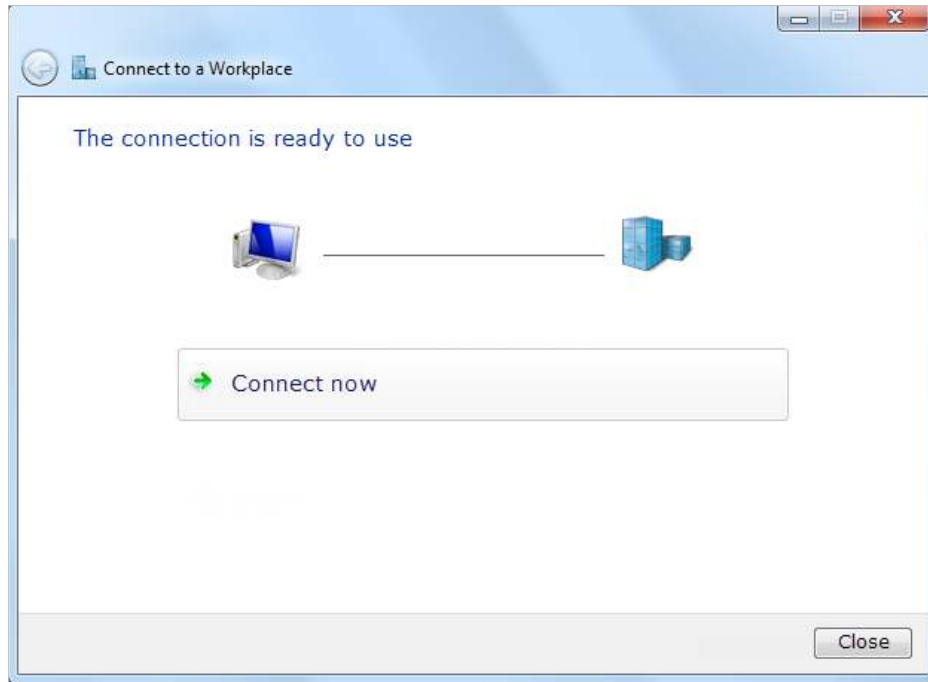 Connect to a Workplace
The connection is ready to use
Connect now
Close